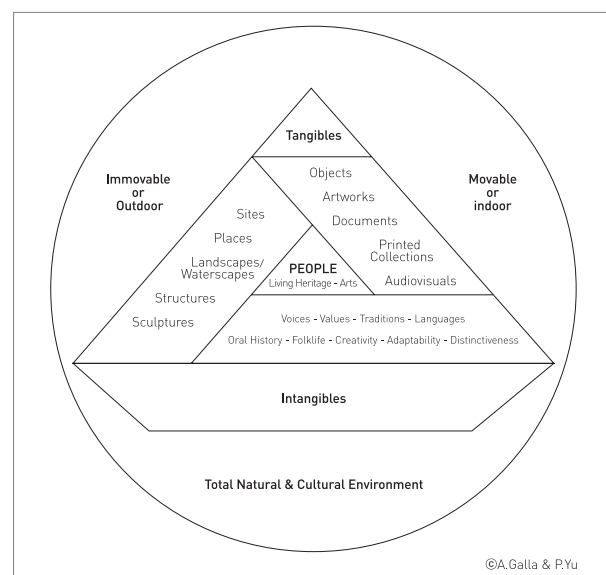 Tangibles
Immovable
or
Outdoor
Movable
or
indoor
Objects
Artworks
Documents
Printed
Collections
Audiovisuals
Sites
Places
Landscapes/
Waterscapes
Structures
Sculptures
PEOPLE
Living Heritage - Arts
Voices - Values - Traditions - Languages
Oral History - Folklife - Creativity - Adaptability - Distinctiveness
Intangibles
Total Natural & Cultural Environment
©A.Galla & P.Yu